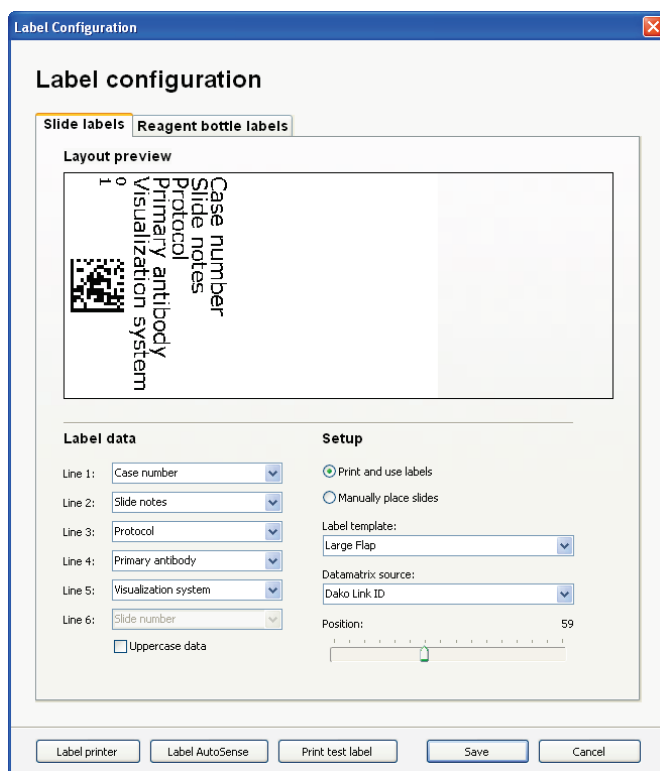 Label Configuration
Label configuration
Slide labels
Reagent bottle labels
Layout preview
Case number
Slide notes
Protocol
Primary antibody
Visualization system
0
1
Label data
Setup
Line 1: Case number
Print and use labels
Line 2: Slide notes
Manually place slides
Line 3: Protocol
Label template:
Large Flap
Line 4: Primary antibody
Datamatrix source:
Line 5: Visualization system
Dako Link ID
Line 6: Slide number
Position: 59
Uppercase data
Label printer
Label AutoSense
Print test label
Save
Cancel